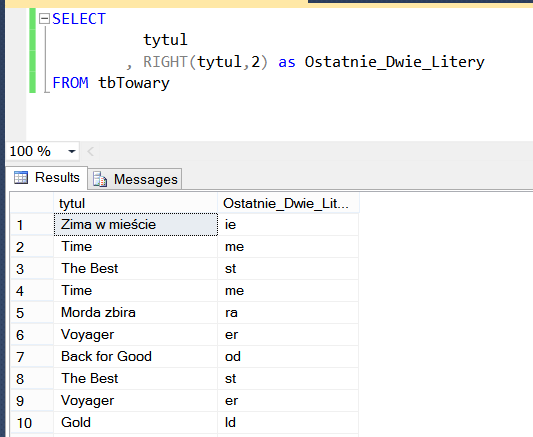 SELECT
tytul
, RIGHT(tytul,2) as Ostatnie_Dwie_Litery
FROM tbTowary
100 %
Results Messages
tytul Ostatnie_Dwie_Lit...
1 Zima w mieście ie
2 Time me
3 The Best st
4 Time me
5 Morda zbira ra
6 Voyager er
7 Back for Good od
8 The Best st
9 Voyager er
10 Gold ld